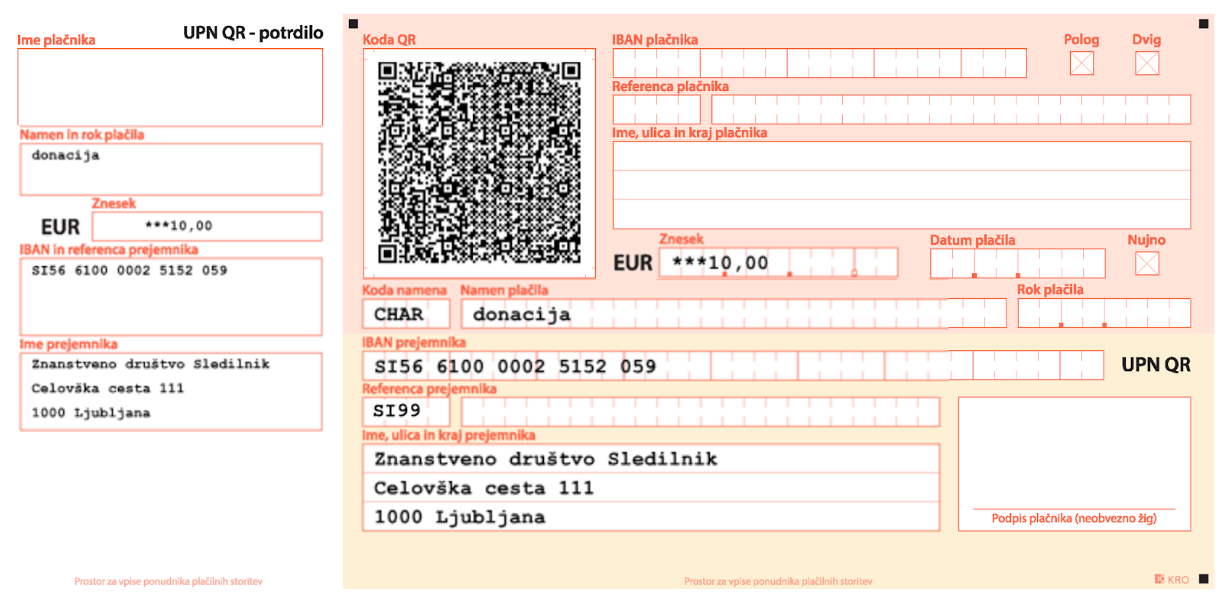 UPN QR - potrdilo
Ime plačnika
Namen in rok plačila
donacija
Znesek
EUR ***10,00
IBAN in referenca prejemnika
SI56 6100 0002 5152 059
Ime prejemnika
Znanstveno društvo Sledilnik
Celovška cesta 111
1000 Ljubljana
Prostor za vpise ponudnika plačilnih storitev
Koda QR
IBAN plačnika
Polog
Dvig
Referenca plačnika
Ime, ulica in kraj plačnika
Znesek
Datum plačila
Nujno
EUR ***10,00
Koda namena
Namen plačila
Rok plačila
CHAR
donacija
IBAN prejemnika
SI56 6100 0002 5152 059
UPN QR
Referenca prejemnika
SI99
Ime, ulica in kraj prejemnika
Znanstveno društvo Sledilnik
Celovška cesta 111
1000 Ljubljana
Podpis plačnika (neobvezno žig)
Prostor za vpise ponudnika plačilnih storitev
KRO